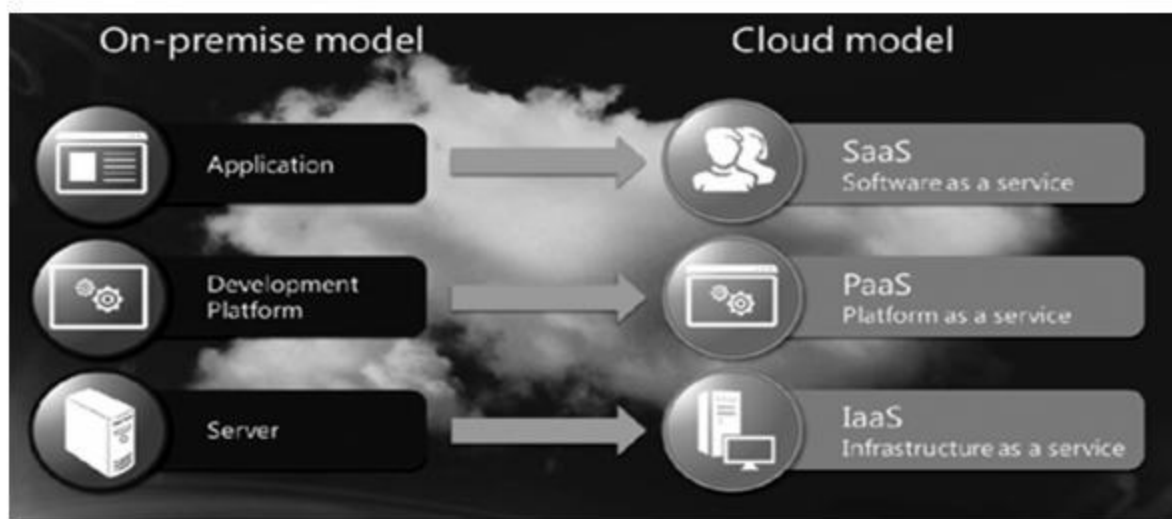 On-premise model
Cloud model
Application
SaaS
Software as a service
Development
Platform
PaaS
Platform as a service
Server
IaaS
Infrastructure as a service